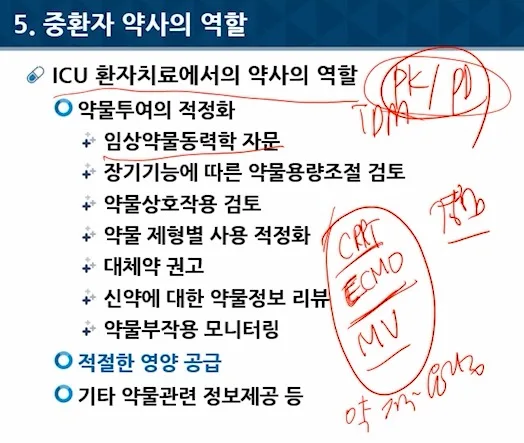 5. 중환자 약사의 역할
ICU 환자치료에서의 약사의 역할
PK / PD
TDM
약물투여의 적정화
임상약물동력학 자문
장기기능에 따른 약물용량조절 검토
약물상호작용 검토
약물 제형별 사용 적정화
CRRT
대체약 권고
ECMO
신약에 대한 약물정보 리뷰
약물부작용 모니터링
MV
적절한 영양 공급
기타 약물관련 정보제공 등
약